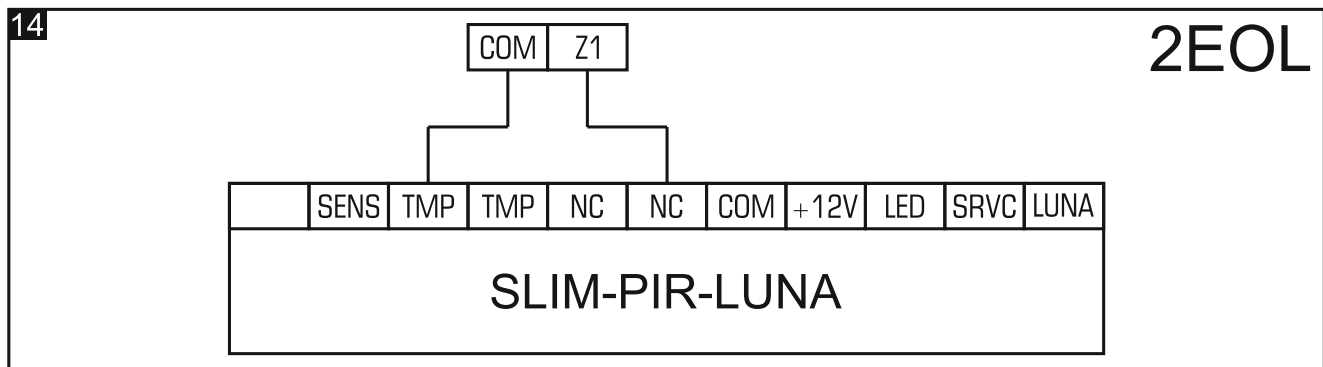 14
2EOL
COM Z1
SENS TMP TMP NC NC COM +12V LED SRVC LUNA
SLIM-PIR-LUNA